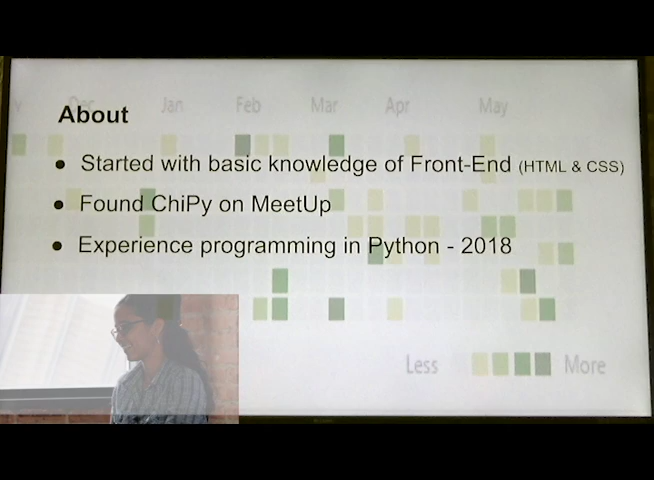 Dec Jan Feb Mar Apr May
About
● Started with basic knowledge of Front-End (HTML & CSS)
● Found ChiPy on MeetUp
● Experience programming in Python - 2018
Less More